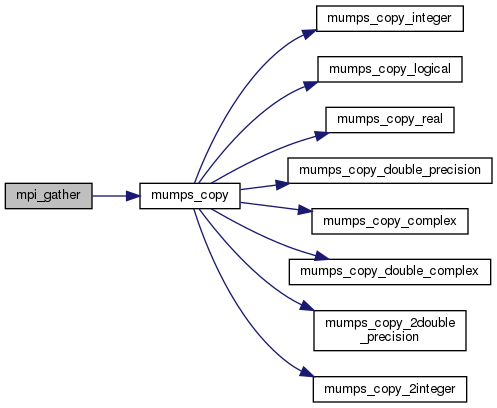 mumps_copy_integer
mumps_copy_logical
mumps_copy_real
mumps_copy_double_precision
mpi_gather
mumps_copy
mumps_copy_complex
mumps_copy_double_complex
mumps_copy_2double
_precision
mumps_copy_2integer